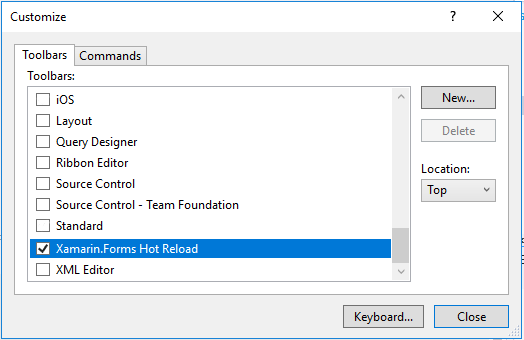 Customize
Toolbars
Commands
Toolbars:
iOS
Layout
Query Designer
Ribbon Editor
Source Control
Source Control - Team Foundation
Standard
Xamarin.Forms Hot Reload
XML Editor
New...
Delete
Location:
Top
Keyboard...
Close